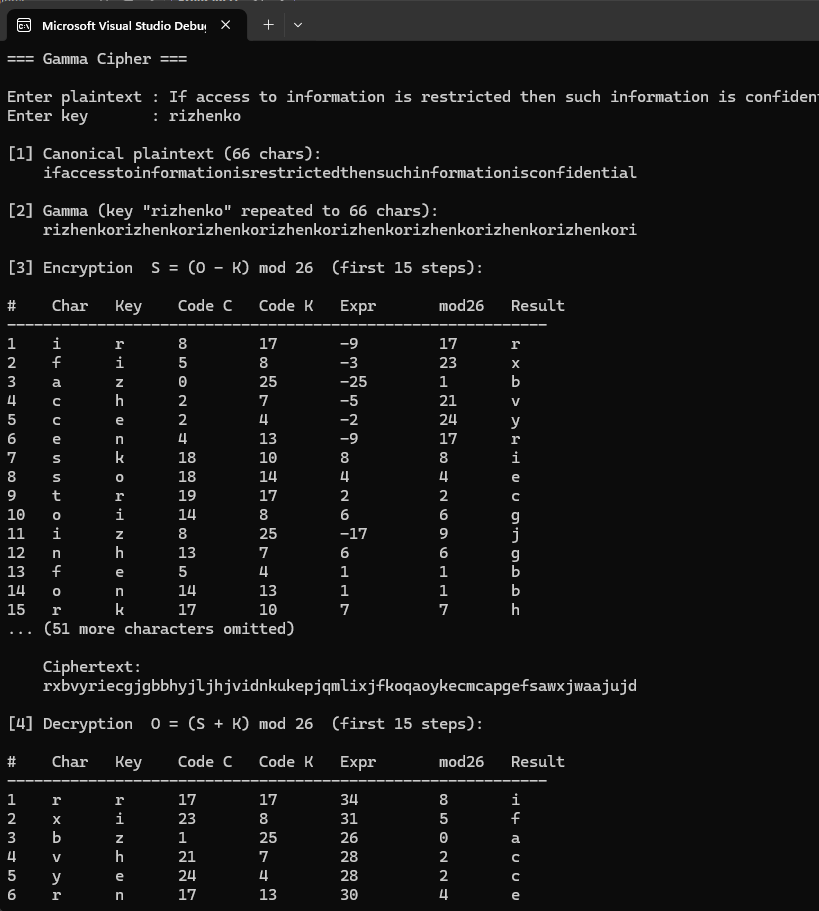 Microsoft Visual Studio Debug
=== Gamma Cipher ===
Enter plaintext : If access to information is restricted then such information is confident
Enter key : rizhenko
[1] Canonical plaintext (66 chars):
ifaccesstoinformationisrestrictedthensuchinformationisconfidential
[2] Gamma (key "rizhenko" repeated to 66 chars):
rizhenkorizhenkorizhenkorizhenkorizhenkorizhenkorizhenkorizhenkori
[3] Encryption S = (O - K) mod 26 (first 15 steps):
# Char Key Code C Code K Expr mod26 Result
------------------------------------------------------------
1 i r 8 17 -9 17 r
2 f i 5 8 -3 23 x
3 a z 0 25 -25 1 b
4 c h 2 7 -5 21 v
5 c e 2 4 -2 24 y
6 e n 4 13 -9 17 r
7 s k 18 10 8 8 i
8 s o 18 14 4 4 e
9 t r 19 17 2 2 c
10 o i 14 8 6 6 g
11 i z 8 25 -17 9 j
12 n h 13 7 6 6 g
13 f e 5 4 1 1 b
14 o n 14 13 1 1 b
15 r k 17 10 7 7 h
... (51 more characters omitted)
Ciphertext:
rxbvyriecgjgbbhyjljhjvidnkukepjqmlixjfkoqaoykecmcapgefsawxjwaajujd
[4] Decryption O = (S + K) mod 26 (first 15 steps):
# Char Key Code C Code K Expr mod26 Result
------------------------------------------------------------
1 r r 17 17 34 8 i
2 x i 23 8 31 5 f
3 b z 1 25 26 0 a
4 v h 21 7 28 2 c
5 y e 24 4 28 2 c
6 r n 17 13 30 4 e